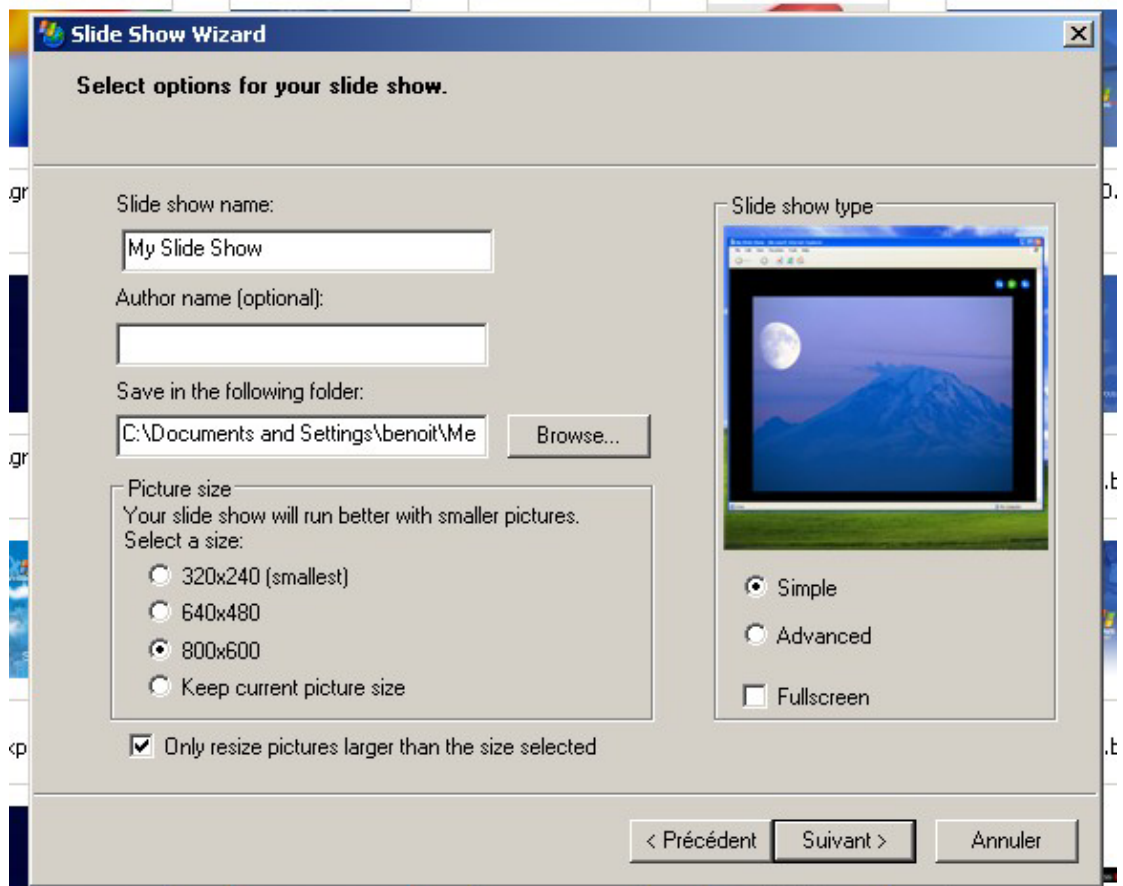 Slide Show Wizard
Select options for your slide show.
Slide show name:
My Slide Show
Author name (optional):
Save in the following folder:
C:\Documents and Settings\benoit\Me
Browse...
Picture size
Your slide show will run better with smaller pictures.
Select a size:
320x240 (smallest)
640x480
800x600
Keep current picture size
Only resize pictures larger than the size selected
Slide show type
Simple
Advanced
Fullscreen
< Précédent
Suivant >
Annuler